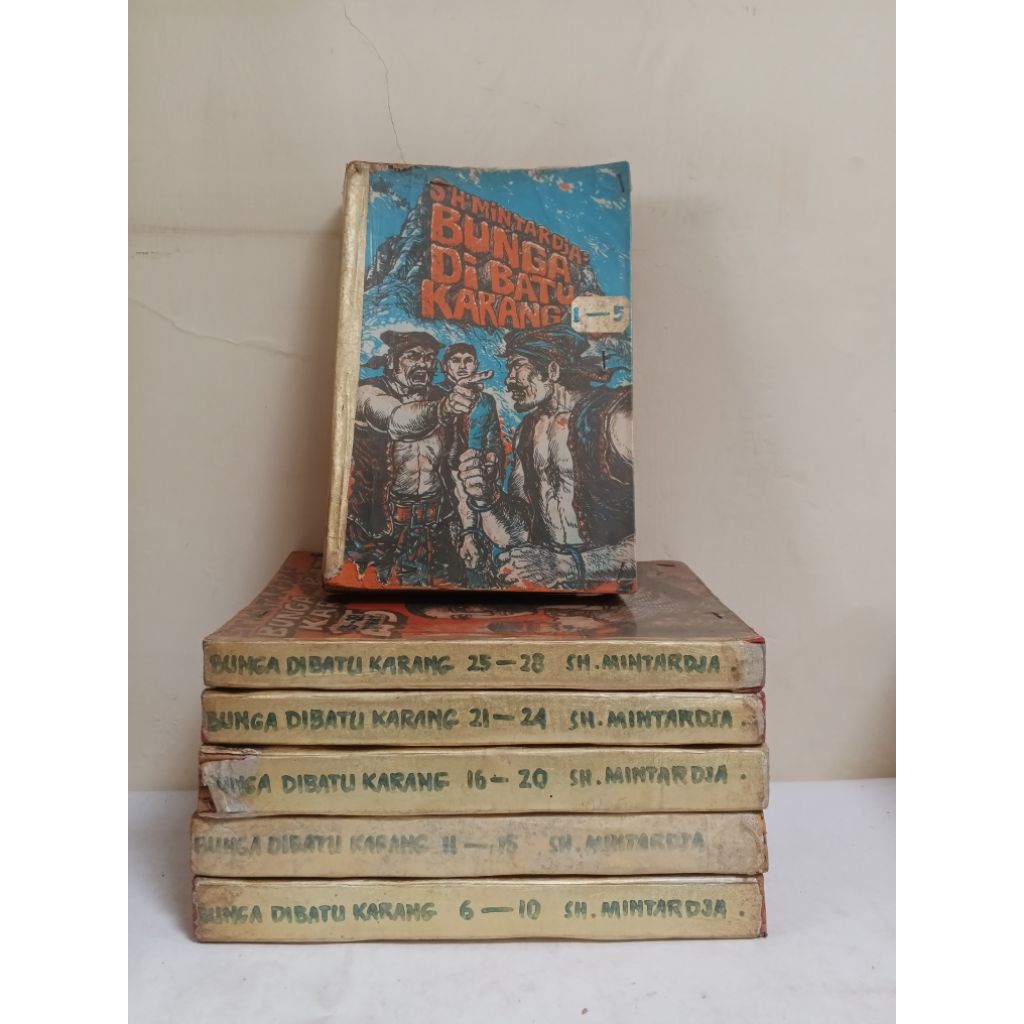 SH. MINTARDJA:
BUNGA
DI BATU
KARANG
1 — 5
BUNGA DIBATU KARANG 25 — 28 SH. MINTARDJA.
BUNGA DIBATU KARANG 21 — 24 SH. MINTARDJA.
BUNGA DIBATU KARANG 16 — 20 SH. MINTARDJA.
BUNGA DIBATU KARANG 11 — 15 SH. MINTARDJA
BUNGA DIBATU KARANG 6 — 10 SH. MINTARDJA.